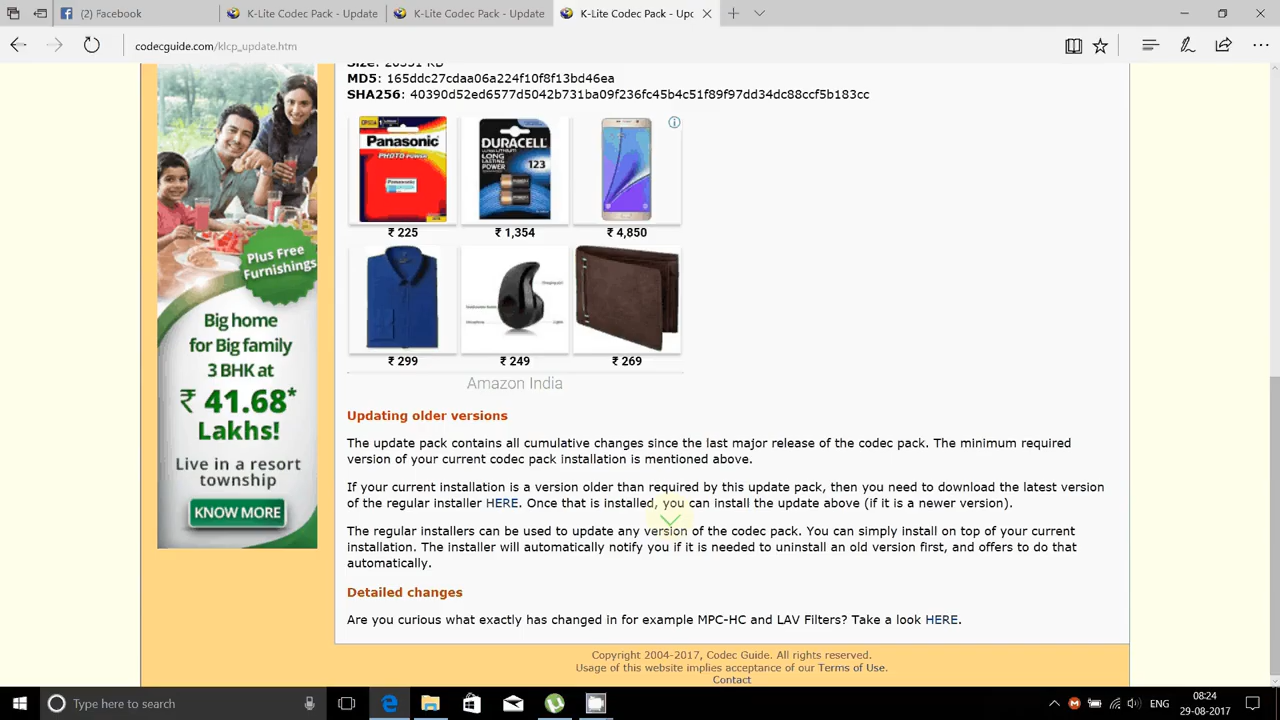 (2) Facebook
K-Lite Codec Pack - Update
K-Lite Codec Pack - Update
K-Lite Codec Pack - Upd
codecguide.com/klcp_update.htm
MD5: 165ddc27cdaa06a224f10f8f13bd46ea
SHA256: 40390d52ed6577d5042b731ba09f236fc45b4c51f89f97dd34dc88ccf5b183cc
Panasonic
PHOTO POWER
DURACELL
LONG
LASTING
POWER
123
₹ 225
₹ 1,354
₹ 4,850
₹ 299
₹ 249
₹ 269
Amazon India
Plus Free
Furnishings
Big home
for Big family
3 BHK at
₹ 41.68*
Lakhs!
Live in a resort
township
KNOW MORE
Updating older versions
The update pack contains all cumulative changes since the last major release of the codec pack. The minimum required
version of your current codec pack installation is mentioned above.
If your current installation is a version older than required by this update pack, then you need to download the latest version
of the regular installer HERE. Once that is installed, you can install the update above (if it is a newer version).
The regular installers can be used to update any version of the codec pack. You can simply install on top of your current
installation. The installer will automatically notify you if it is needed to uninstall an old version first, and offers to do that
automatically.
Detailed changes
Are you curious what exactly has changed in for example MPC-HC and LAV Filters? Take a look HERE.
Copyright 2004-2017, Codec Guide. All rights reserved.
Usage of this website implies acceptance of our Terms of Use.
Contact
Type here to search
ENG
08:24
29-08-2017